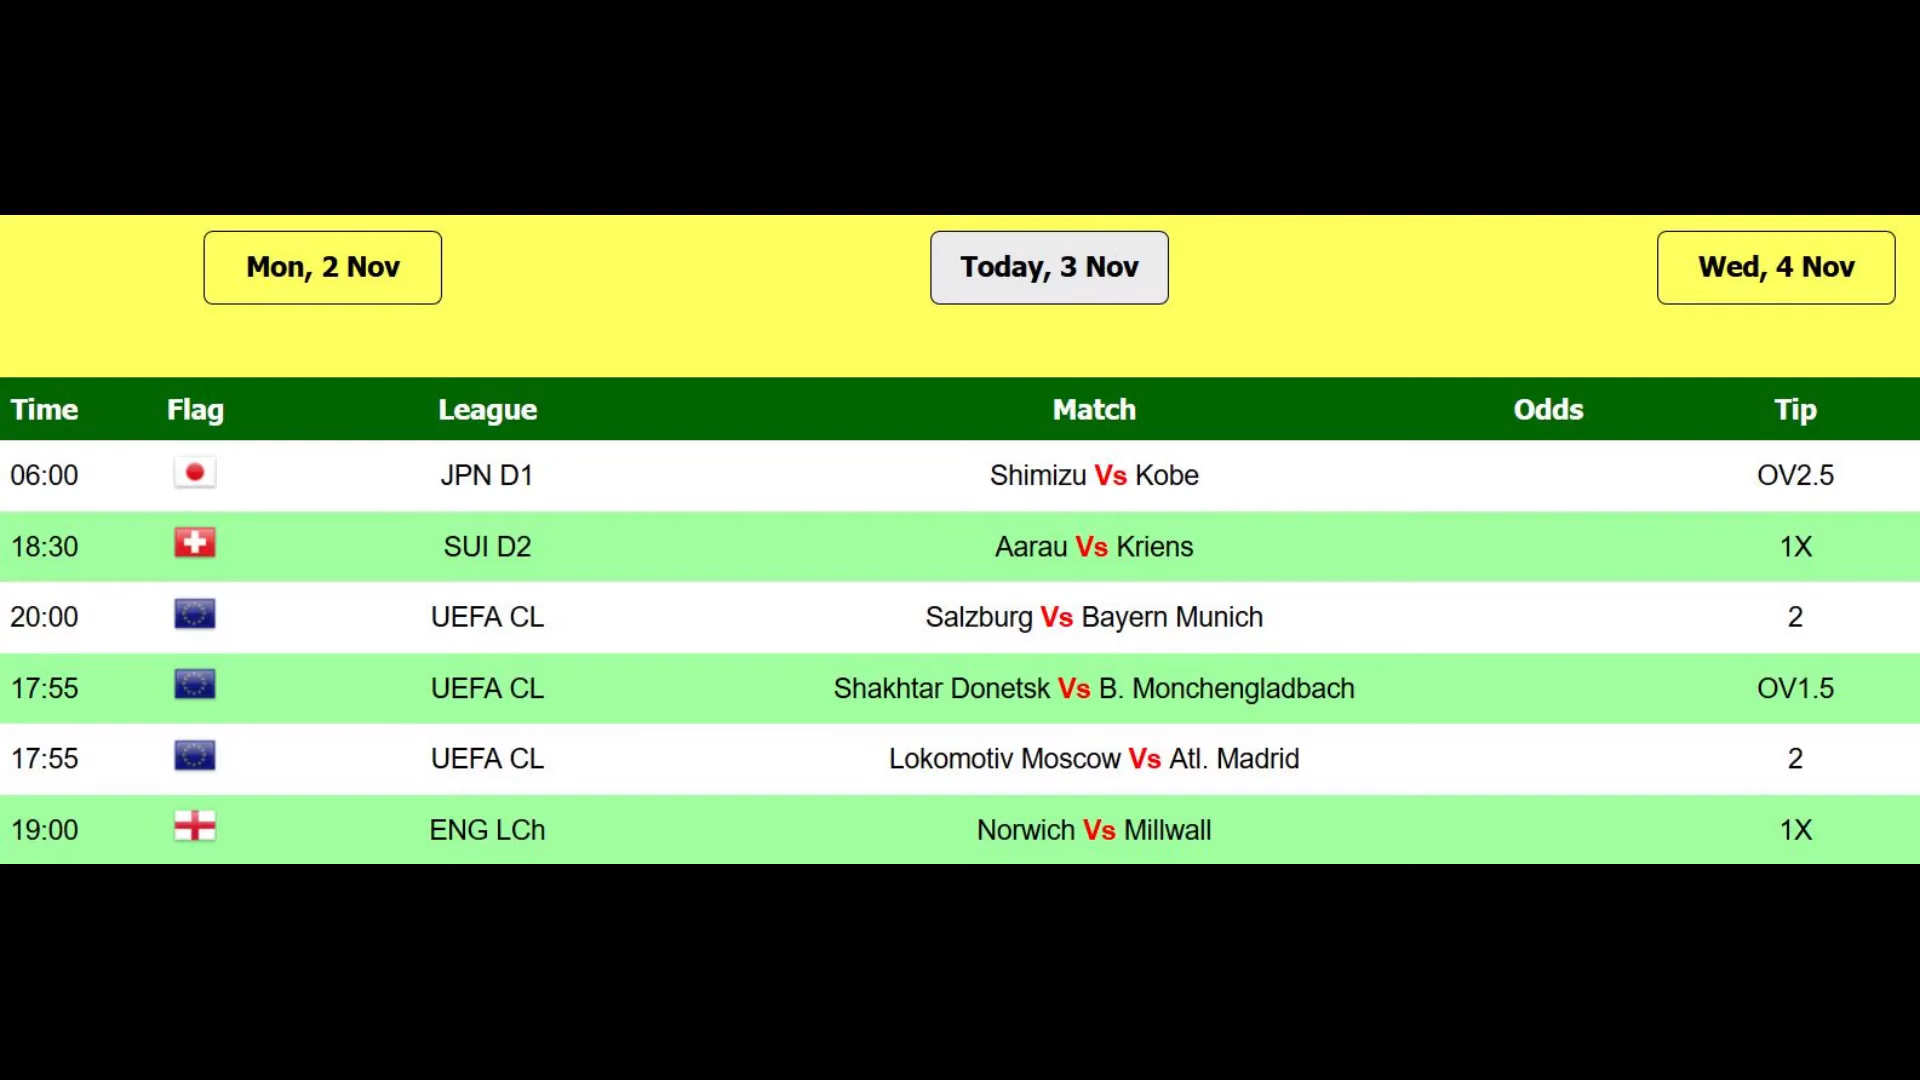 Mon, 2 Nov Today, 3 Nov Wed, 4 Nov
Time Flag League Match Odds Tip
06:00 JPN D1 Shimizu Vs Kobe OV2.5
18:30 SUI D2 Aarau Vs Kriens 1X
20:00 UEFA CL Salzburg Vs Bayern Munich 2
17:55 UEFA CL Shakhtar Donetsk Vs B. Monchengladbach OV1.5
17:55 UEFA CL Lokomotiv Moscow Vs Atl. Madrid 2
19:00 ENG LCh Norwich Vs Millwall 1X